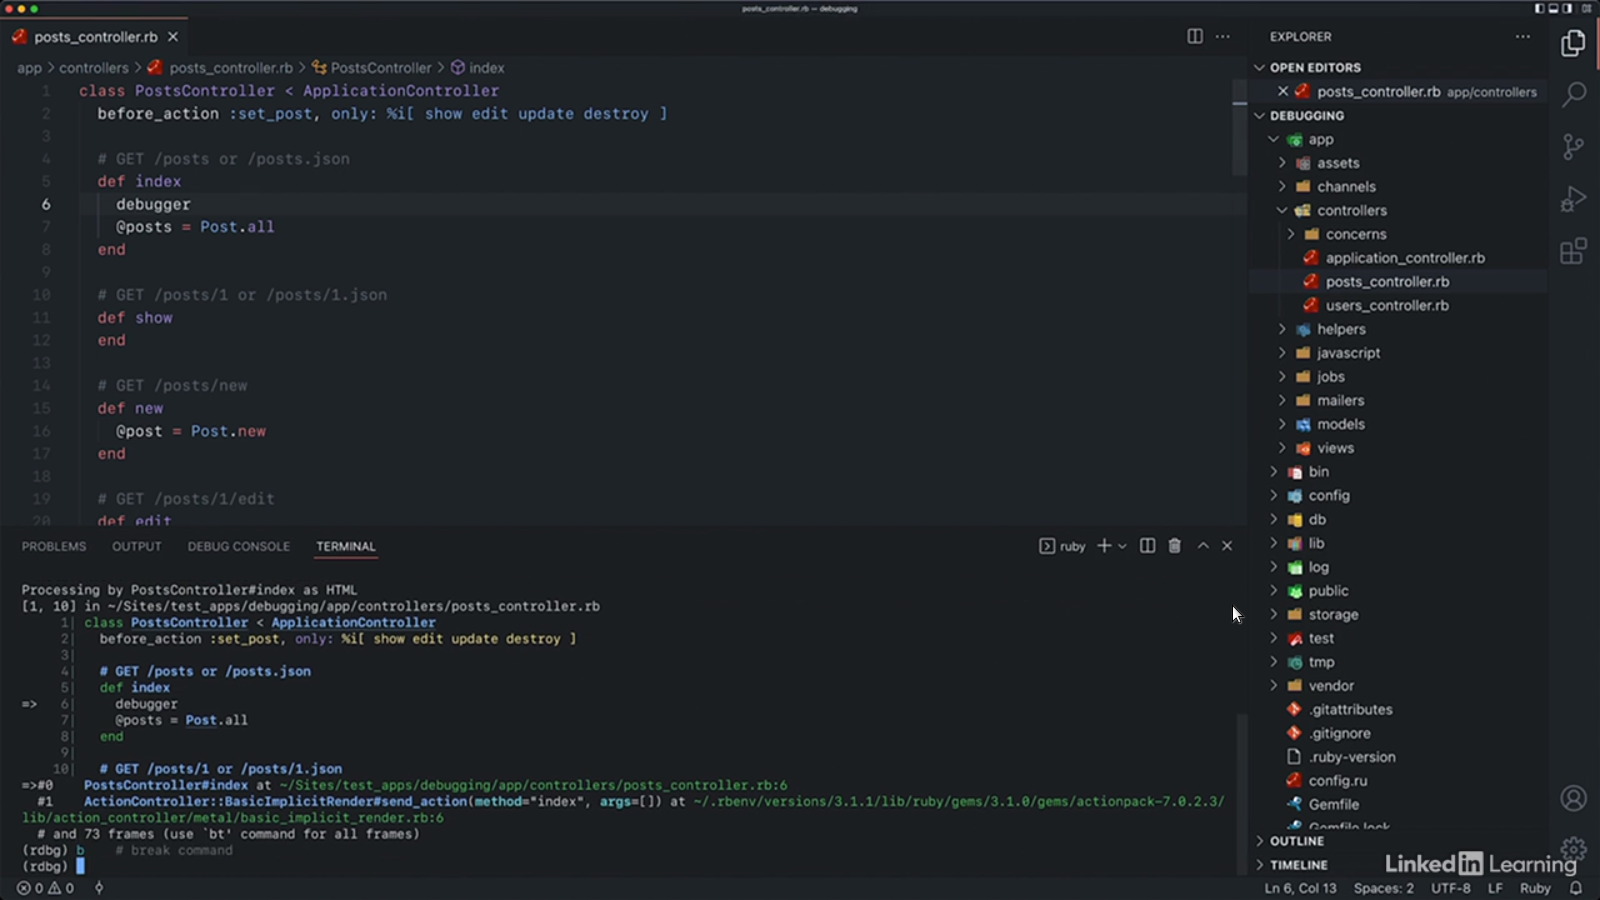 posts_controller.rb — debugging
posts_controller.rb
app > controllers > posts_controller.rb > PostsController > index
1 class PostsController < ApplicationController
2 before_action :set_post, only: %i[ show edit update destroy ]
3
4 # GET /posts or /posts.json
5 def index
6 debugger
7 @posts = Post.all
8 end
9
10 # GET /posts/1 or /posts/1.json
11 def show
12 end
13
14 # GET /posts/new
15 def new
16 @post = Post.new
17 end
18
19 # GET /posts/1/edit
20 def edit
PROBLEMS OUTPUT DEBUG CONSOLE TERMINAL
ruby
Processing by PostsController#index as HTML
[1, 10] in ~/Sites/test_apps/debugging/app/controllers/posts_controller.rb
1| class PostsController < ApplicationController
2| before_action :set_post, only: %i[ show edit update destroy ]
3|
4| # GET /posts or /posts.json
5| def index
=> 6| debugger
7| @posts = Post.all
8| end
9|
10| # GET /posts/1 or /posts/1.json
=>#0 PostsController#index at ~/Sites/test_apps/debugging/app/controllers/posts_controller.rb:6
#1 ActionController::BasicImplicitRender#send_action(method="index", args=[]) at ~/.rbenv/versions/3.1.1/lib/ruby/gems/3.1.0/gems/actionpack-7.0.2.3/
lib/action_controller/metal/basic_implicit_render.rb:6
# and 73 frames (use `bt' command for all frames)
(rdbg) b # break command
(rdbg)
EXPLORER
OPEN EDITORS
posts_controller.rb app/controllers
DEBUGGING
app
assets
channels
controllers
concerns
application_controller.rb
posts_controller.rb
users_controller.rb
helpers
javascript
jobs
mailers
models
views
bin
config
db
lib
log
public
storage
test
tmp
vendor
.gitattributes
.gitignore
.ruby-version
config.ru
Gemfile
Gemfile.lock
OUTLINE
TIMELINE
LinkedIn Learning
0 0
Ln 6, Col 13 Spaces: 2 UTF-8 LF Ruby